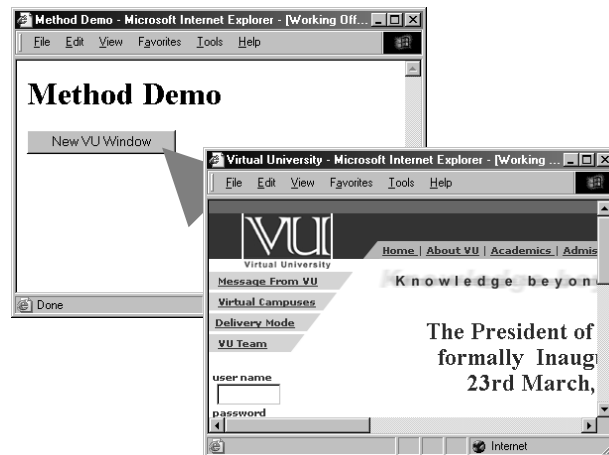 Method Demo - Microsoft Internet Explorer - [Working Off...
File Edit View Favorites Tools Help
Method Demo
New VU Window
Done
Virtual University - Microsoft Internet Explorer - [Working ...
File Edit View Favorites Tools Help
VU
Virtual University
Home | About VU | Academics | Admis
Message From VU
Virtual Campuses
Delivery Mode
VU Team
Knowledge beyon
The President of
formally Inaugu
23rd March,
user name
password
Internet